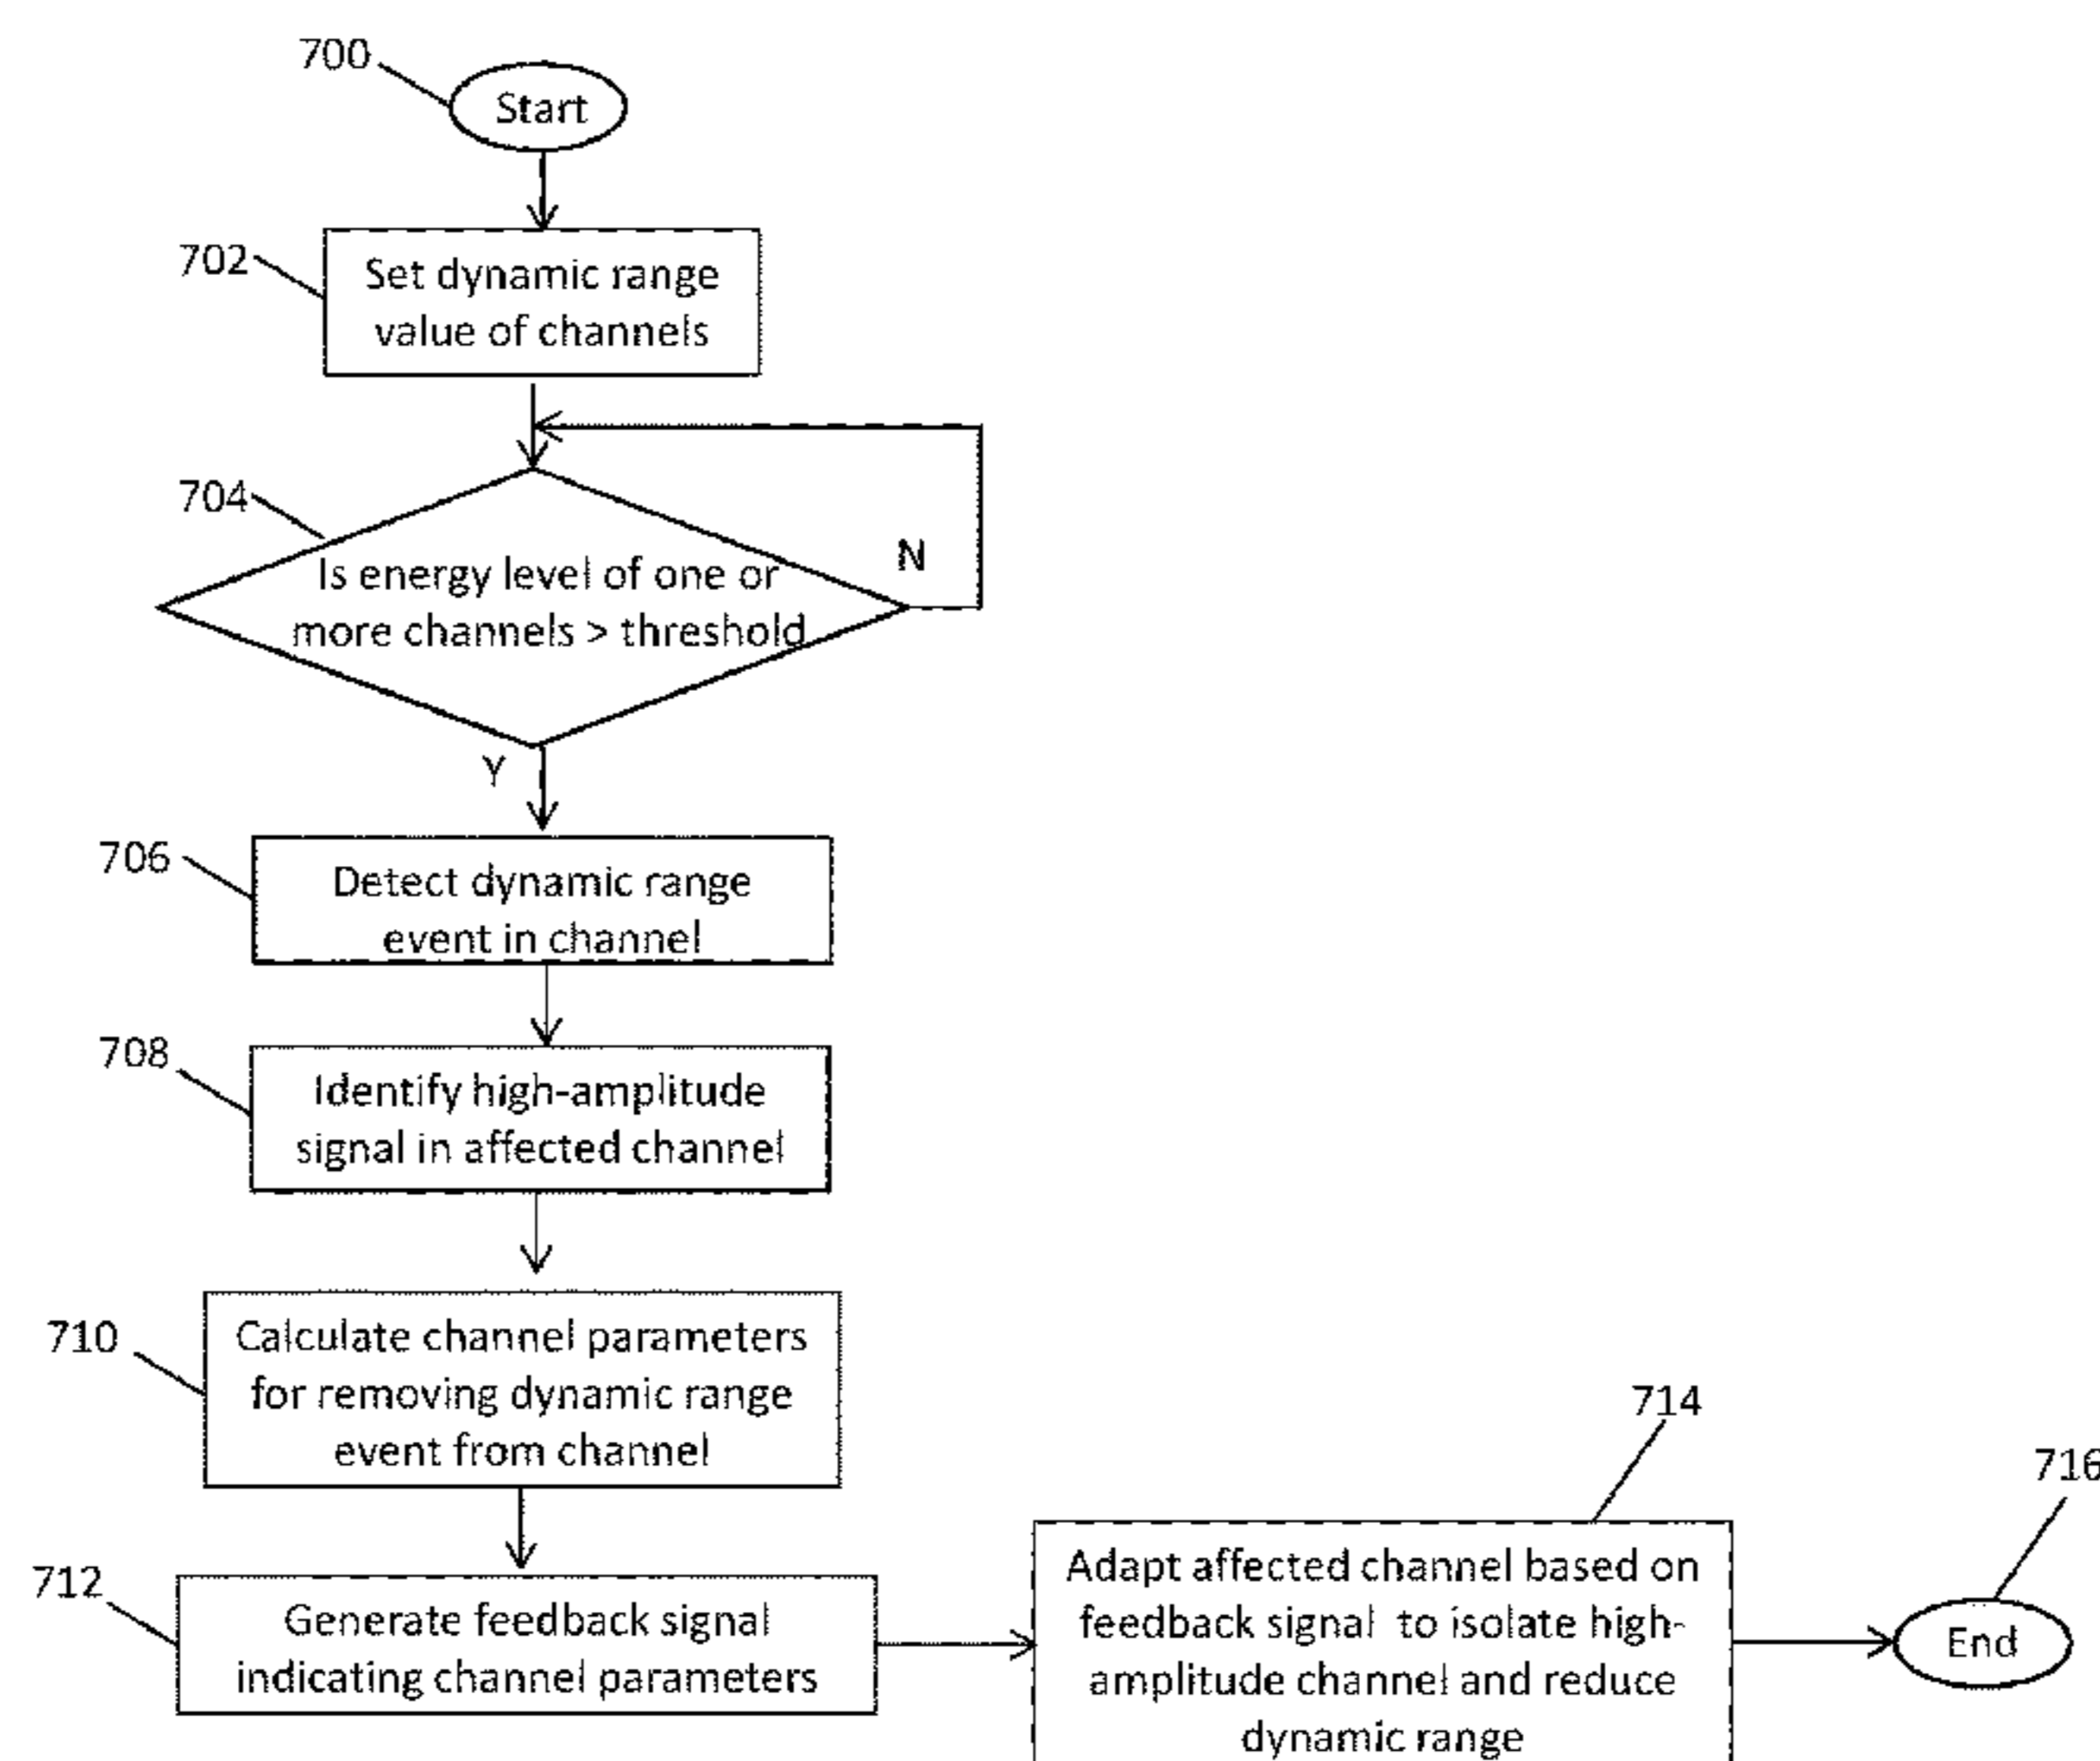 700
Start
702
Set dynamic range
value of channels
704
N
Is energy level of one or
more channels > threshold
Y
706
Detect dynamic range
event in channel
708
Identify high-amplitude
signal in affected channel
710
Calculate channel parameters
for removing dynamic range
event from channel
712
Generate feedback signal
indicating channel parameters
714
Adapt affected channel based on
feedback signal to isolate high-
amplitude channel and reduce
dynamic range
716
End